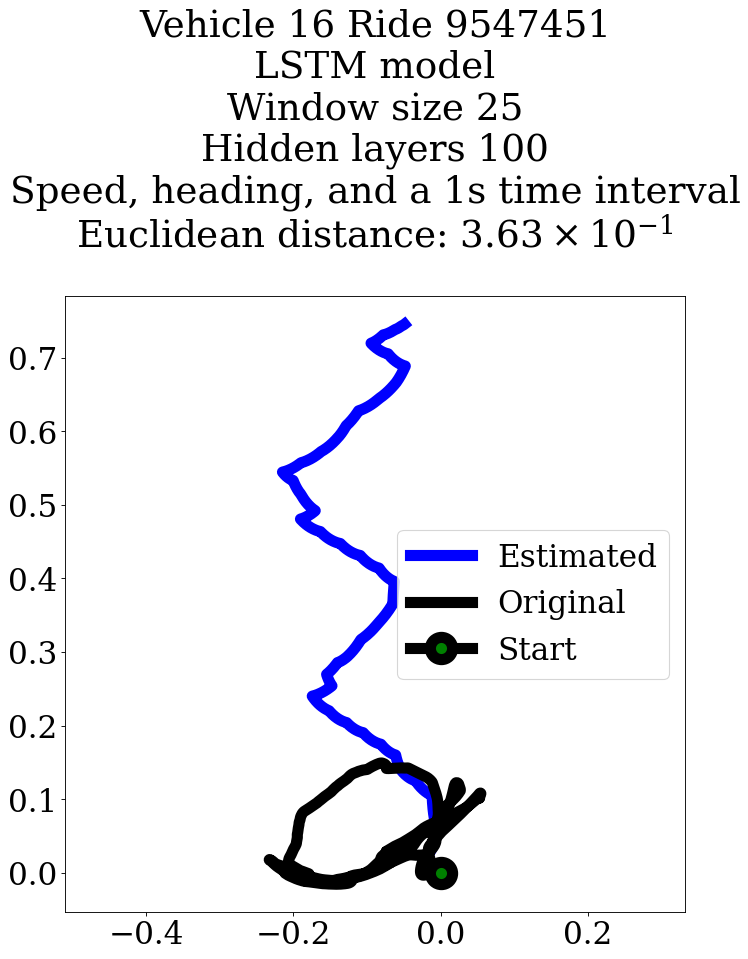 Vehicle 16 Ride 9547451
LSTM model
Window size 25
Hidden layers 100
Speed, heading, and a 1s time interval
Euclidean distance: 3.63 × 10⁻¹
0.7
0.6
0.5
0.4
0.3
0.2
0.1
0.0
Estimated
Original
Start
−0.4 −0.2 0.0 0.2